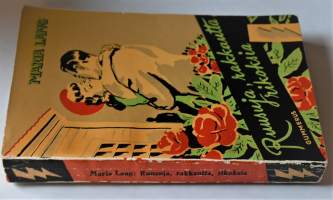 MARIA LANG
Ruusuja, rakkautta
rikoksia
GUMMERUS
Maria Lang: Ruusuja, rakkautta, rikoksia